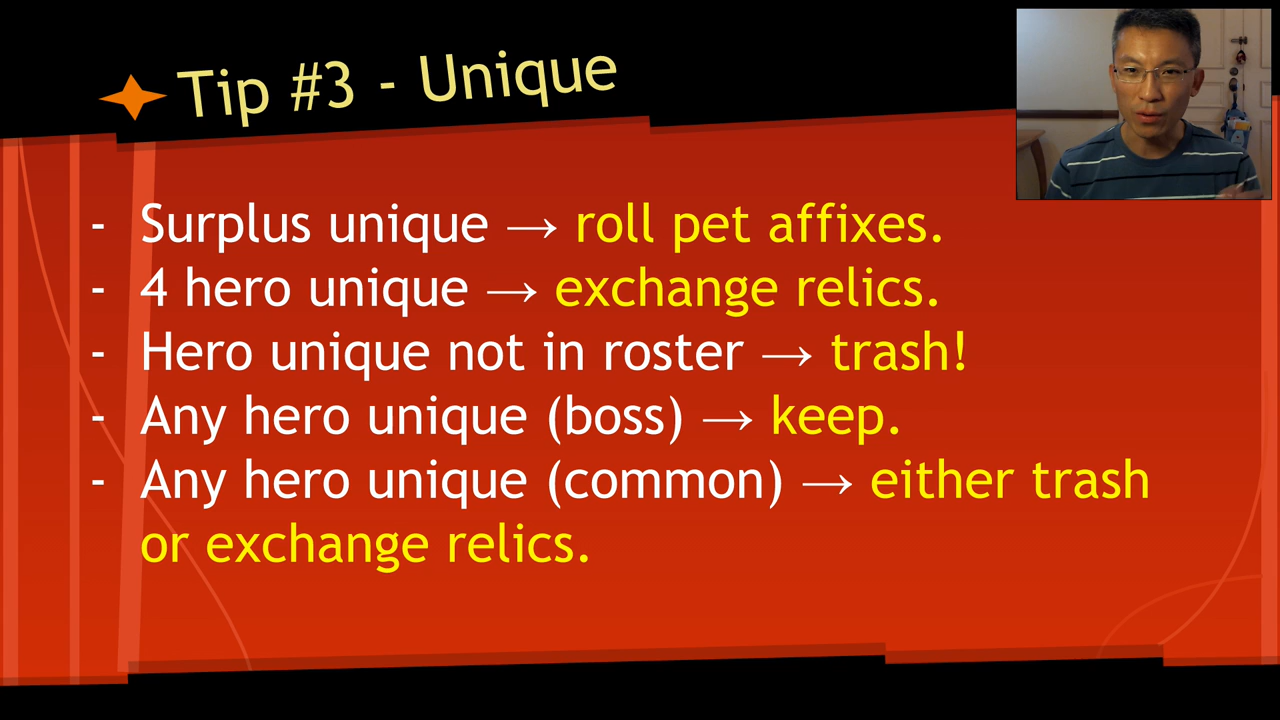 Tip #3 - Unique
- Surplus unique → roll pet affixes.
- 4 hero unique → exchange relics.
- Hero unique not in roster → trash!
- Any hero unique (boss) → keep.
- Any hero unique (common) → either trash
or exchange relics.